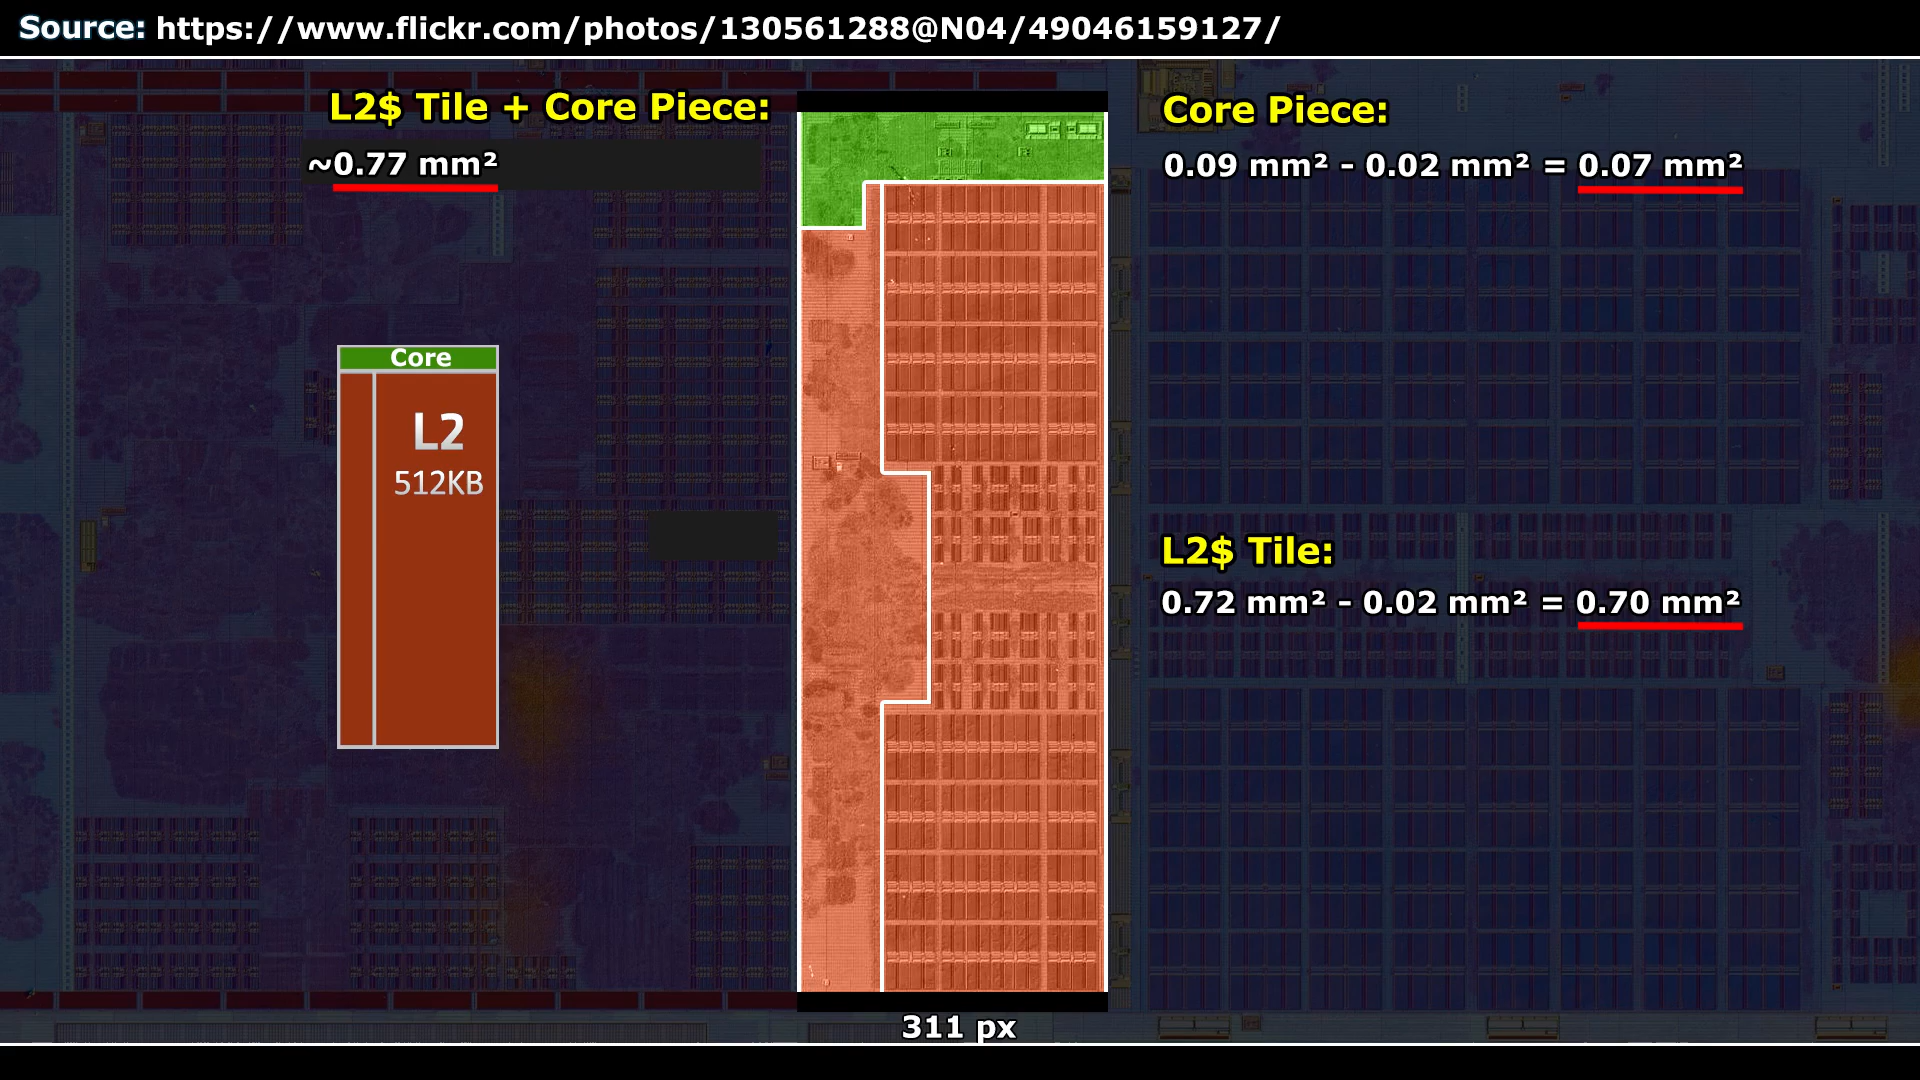 Source: https://www.flickr.com/photos/130561288@N04/49046159127/
L2$ Tile + Core Piece:
~0.77 mm²
Core Piece:
0.09 mm² - 0.02 mm² = 0.07 mm²
Core
L2
512KB
L2$ Tile:
0.72 mm² - 0.02 mm² = 0.70 mm²
311 px